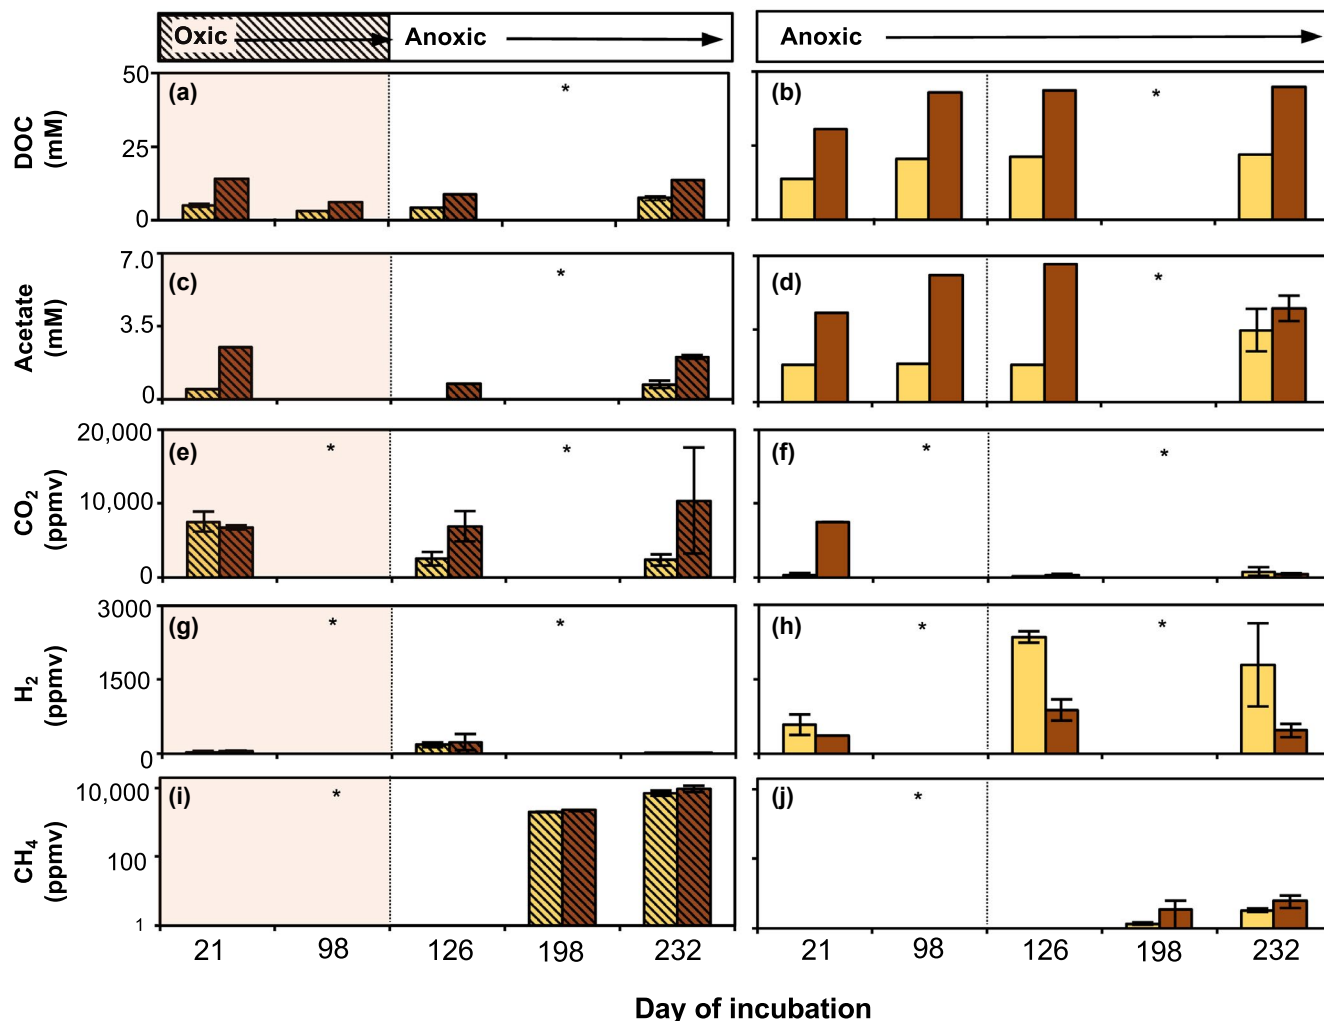 Oxic Anoxic Anoxic
DOC
(mM)
50
25
0
(a) *
(b) *
Acetate
(mM)
7.0
3.5
0
(c) *
(d) *
CO2
(ppmv)
20,000
10,000
0
(e) * *
(f) * *
H2
(ppmv)
3000
1500
0
(g) * *
(h) * *
CH4
(ppmv)
10,000
100
1
(i) *
(j) *
21 98 126 198 232 21 98 126 198 232
Day of incubation